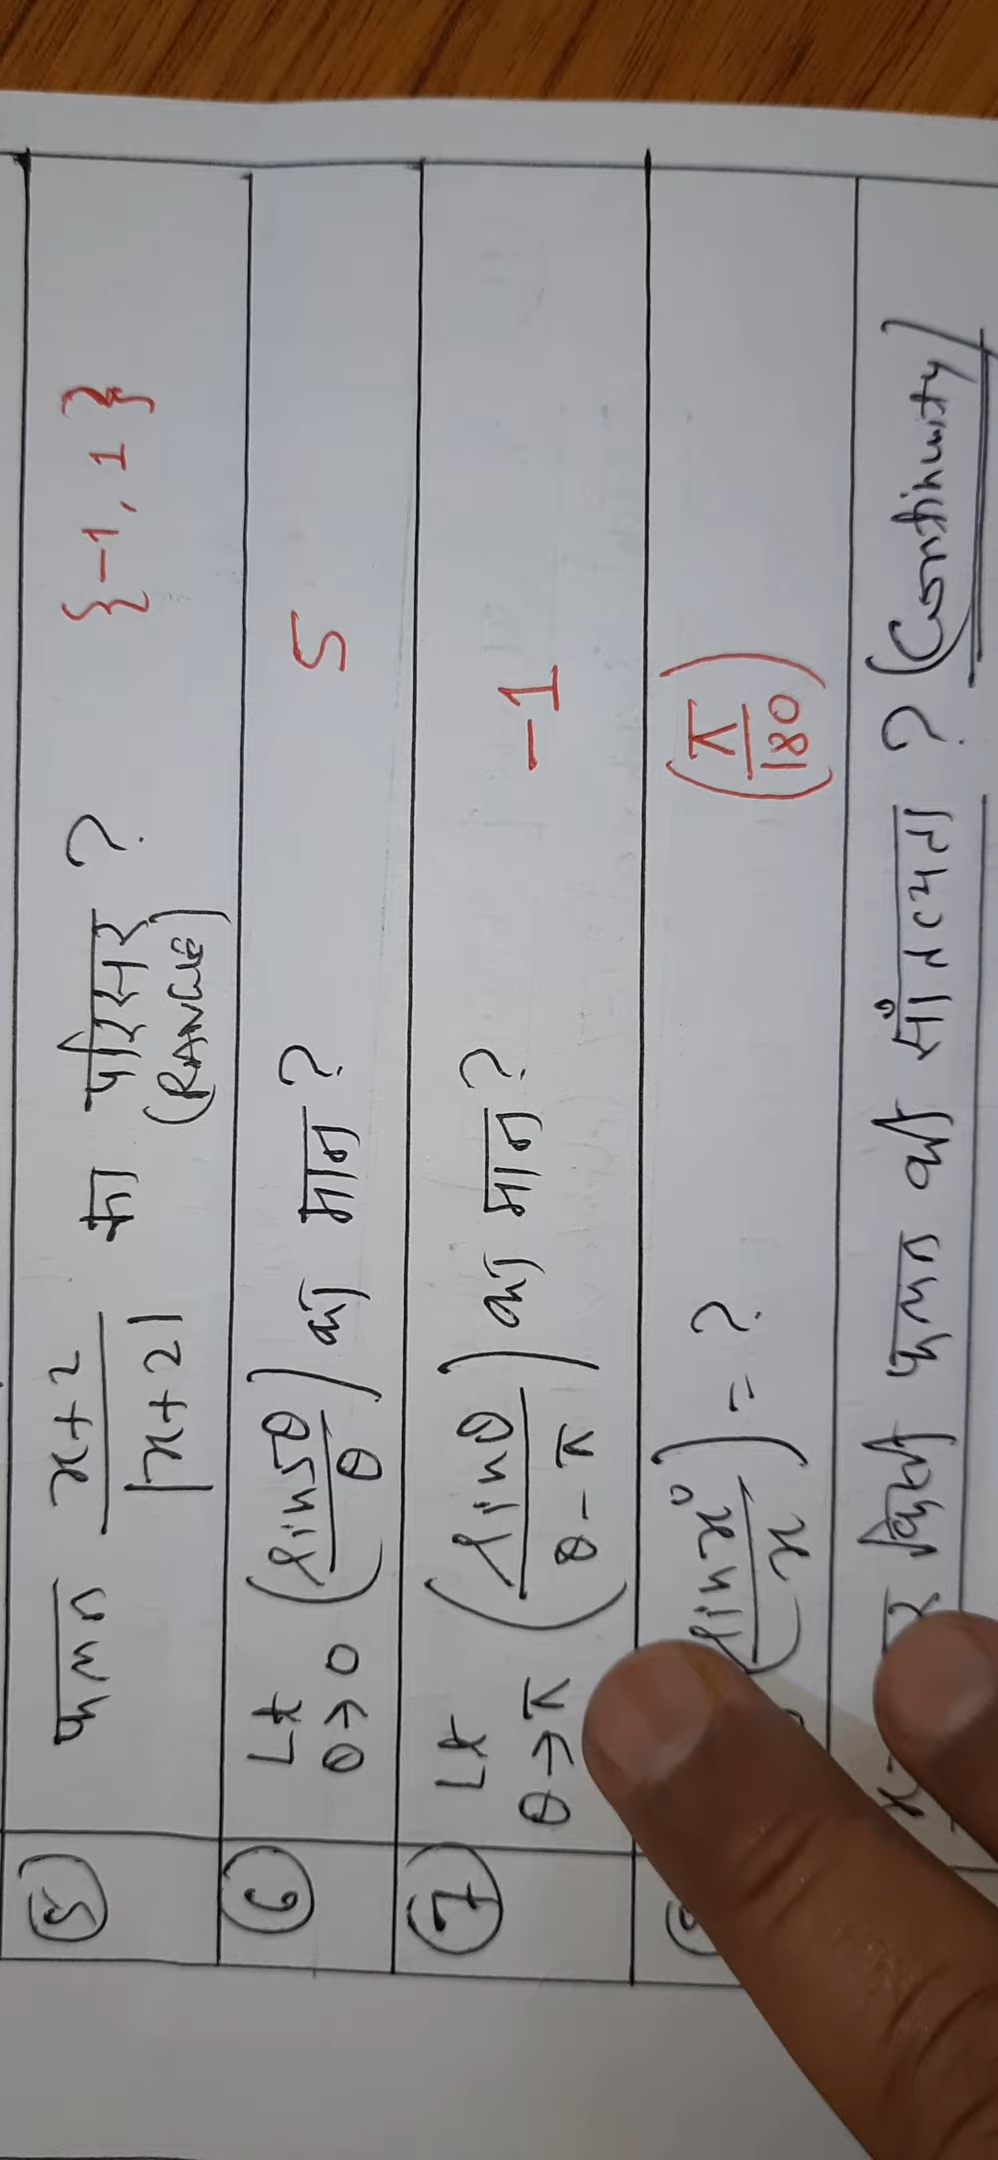 (5) फलन x+2 / |x+2| का परिसर ? {-1, 1}
(RANGE)
(6) Lt θ→0 (sin5θ / θ) का मान ? 5
(7) Lt θ→π (sinθ / θ-π) का मान ? -1
(sinx° / x) = ? (π / 180)
फलन की सांतत्यता ? (Continuity)